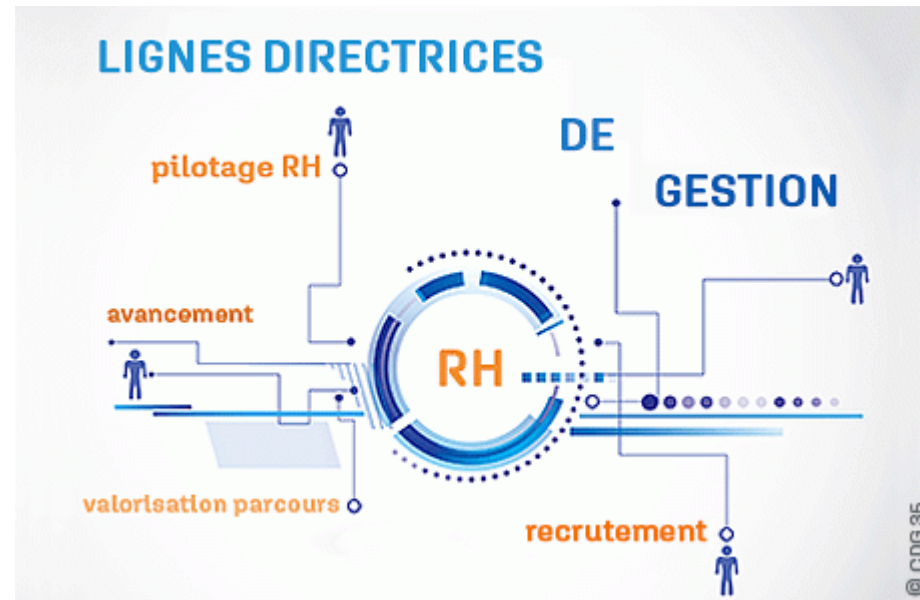 LIGNES DIRECTRICES
DE
GESTION
pilotage RH
avancement
RH
valorisation parcours
recrutement
© CDG 35